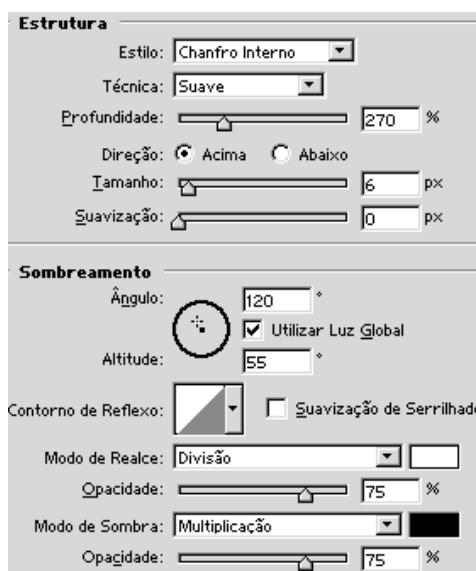 Estrutura
Estilo: Chanfro Interno
Técnica: Suave
Profundidade: 270 %
Direção: Acima Abaixo
Tamanho: 6 px
Suavização: 0 px
Sombreamento
Ângulo: 120 °
Utilizar Luz Global
Altitude: 55 °
Contorno de Reflexo: Suavização de Serrilhado
Modo de Realce: Divisão
Opacidade: 75 %
Modo de Sombra: Multiplicação
Opacidade: 75 %